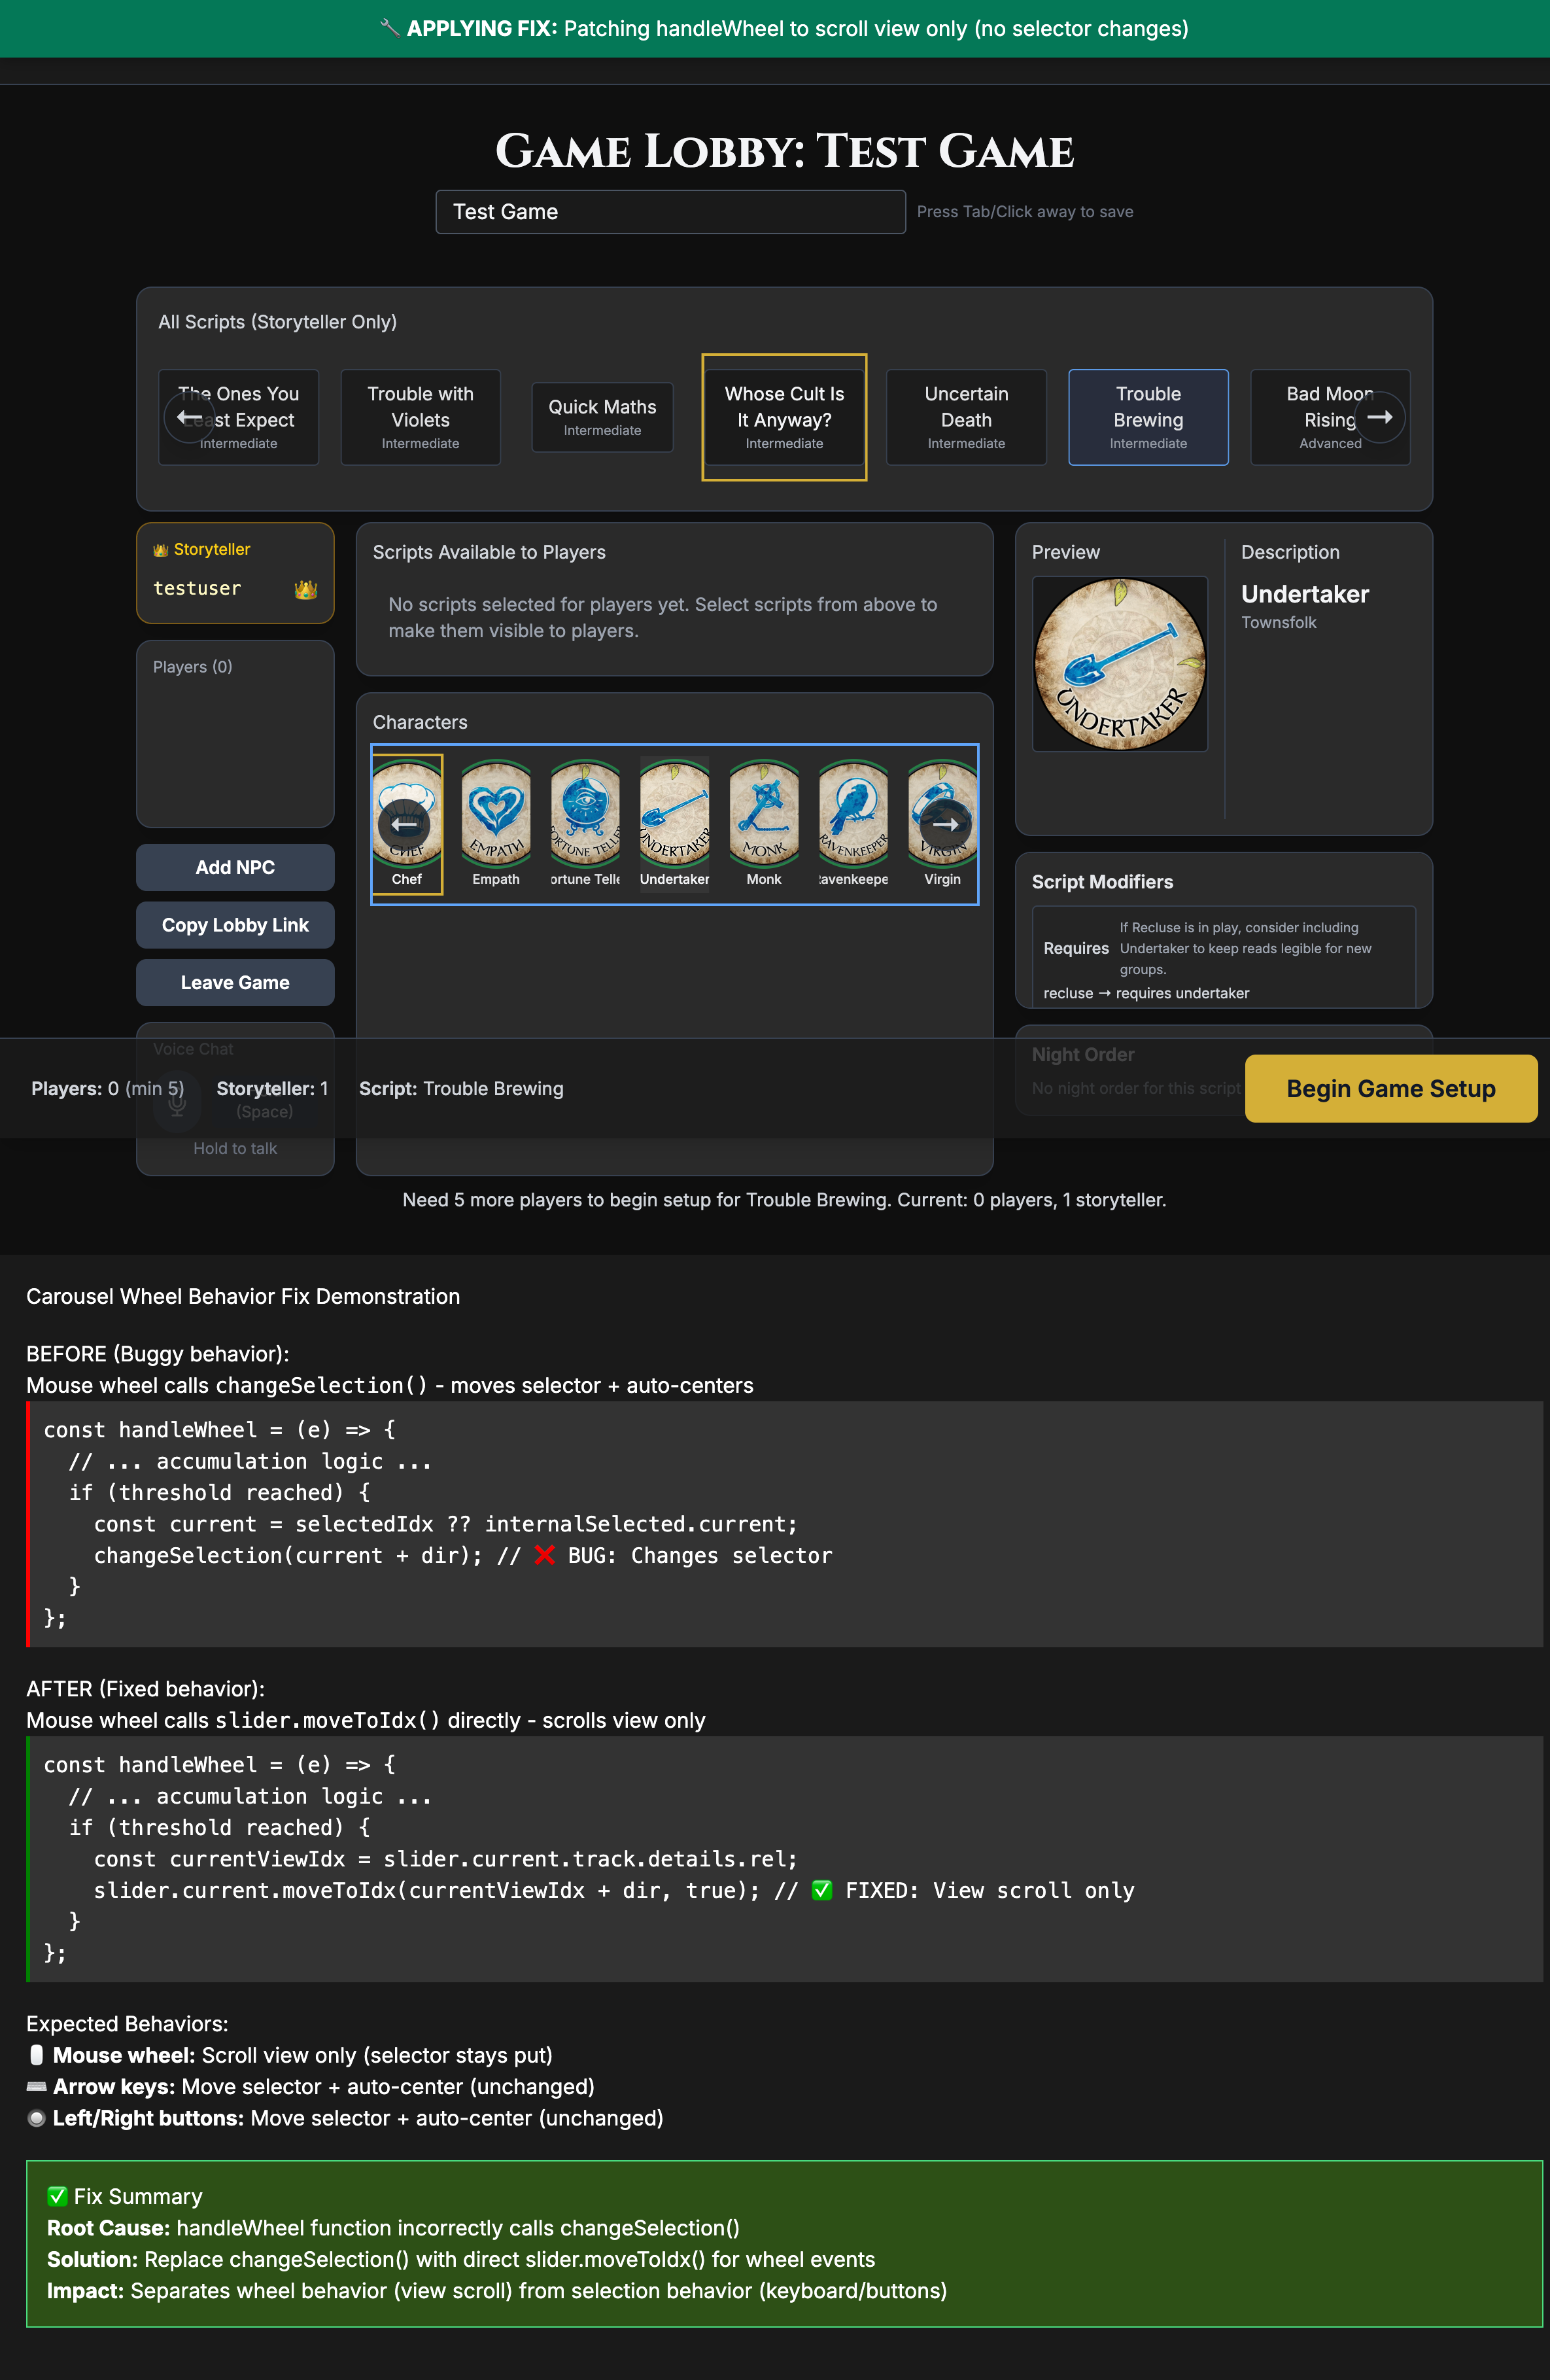 🔧 APPLYING FIX: Patching handleWheel to scroll view only (no selector changes)
Game Lobby: Test Game
Test Game
Press Tab/Click away to save
All Scripts (Storyteller Only)
The Ones You
Least Expect
Intermediate
Trouble with
Violets
Intermediate
Quick Maths
Intermediate
Whose Cult Is
It Anyway?
Intermediate
Uncertain
Death
Intermediate
Trouble
Brewing
Intermediate
Bad Moon
Rising
Advanced
←
→
👑 Storyteller
testuser 👑
Players (0)
Add NPC
Copy Lobby Link
Leave Game
Voice Chat
(Space)
Hold to talk
Scripts Available to Players
No scripts selected for players yet. Select scripts from above to
make them visible to players.
Characters
CHEF
EMPATH
FORTUNE TELLE
UNDERTAKER
MONK
RAVENKEEPER
VIRGIN
←
→
Chef
Empath
ortune Telle
Undertaker
Monk
Ravenkeepe
Virgin
Preview
UNDERTAKER
Description
Undertaker
Townsfolk
Script Modifiers
Requires
If Recluse is in play, consider including
Undertaker to keep reads legible for new
groups.
recluse → requires undertaker
Night Order
No night order for this script
Players: 0 (min 5)
Storyteller: 1
Script: Trouble Brewing
Begin Game Setup
Need 5 more players to begin setup for Trouble Brewing. Current: 0 players, 1 storyteller.
Carousel Wheel Behavior Fix Demonstration
BEFORE (Buggy behavior):
Mouse wheel calls changeSelection() - moves selector + auto-centers
const handleWheel = (e) => {
  // ... accumulation logic ...
  if (threshold reached) {
    const current = selectedIdx ?? internalSelected.current;
    changeSelection(current + dir); // ❌ BUG: Changes selector
  }
};
AFTER (Fixed behavior):
Mouse wheel calls slider.moveToIdx() directly - scrolls view only
const handleWheel = (e) => {
  // ... accumulation logic ...
  if (threshold reached) {
    const currentViewIdx = slider.current.track.details.rel;
    slider.current.moveToIdx(currentViewIdx + dir, true); // ✅ FIXED: View scroll only
  }
};
Expected Behaviors:
🖱️ Mouse wheel: Scroll view only (selector stays put)
⌨️ Arrow keys: Move selector + auto-center (unchanged)
🔘 Left/Right buttons: Move selector + auto-center (unchanged)
✅ Fix Summary
Root Cause: handleWheel function incorrectly calls changeSelection()
Solution: Replace changeSelection() with direct slider.moveToIdx() for wheel events
Impact: Separates wheel behavior (view scroll) from selection behavior (keyboard/buttons)